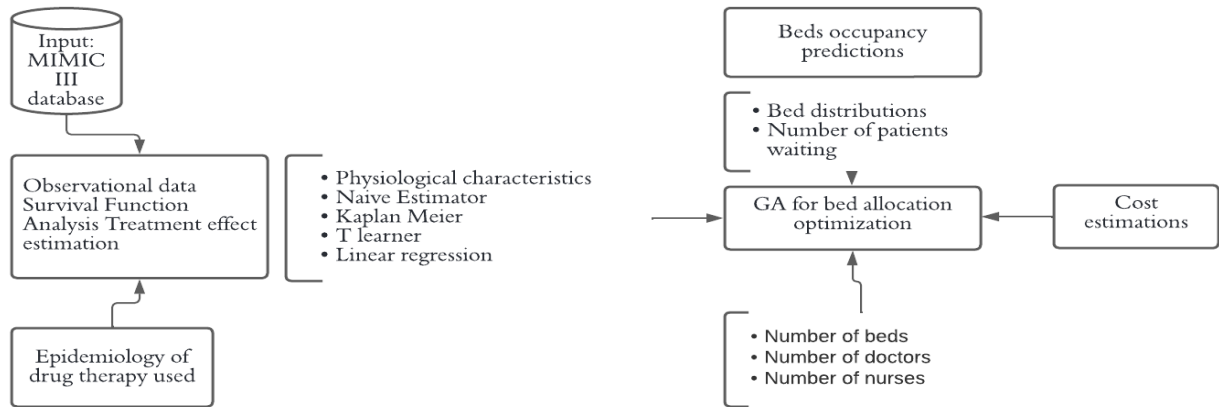 Input:
MIMIC
III
database
Observational data
Survival Function
Analysis Treatment effect
estimation
Epidemiology of
drug therapy used
• Physiological characteristics
• Naive Estimator
• Kaplan Meier
• T learner
• Linear regression
Beds occupancy
predictions
• Bed distributions
• Number of patients
waiting
GA for bed allocation
optimization
Cost
estimations
• Number of beds
• Number of doctors
• Number of nurses